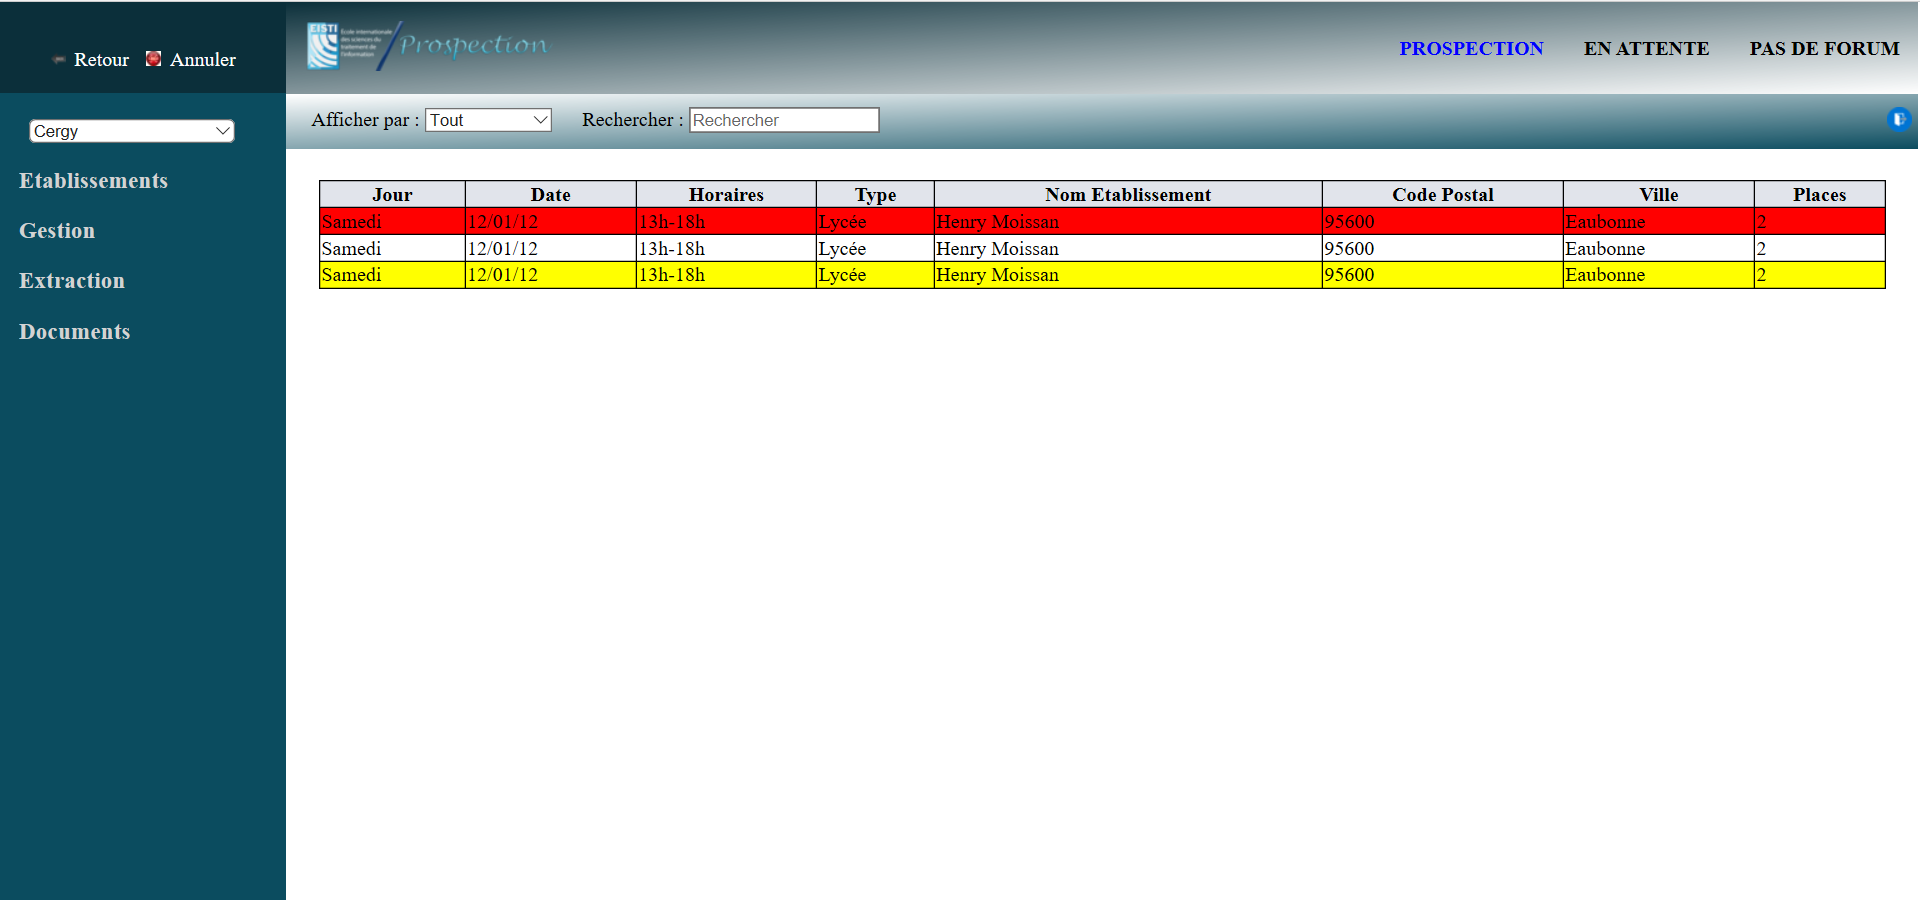 Retour Annuler
EISTI
École internationale
des sciences du
traitement de
l'information
Prospection
PROSPECTION EN ATTENTE PAS DE FORUM
Cergy
Afficher par : Tout Rechercher : Rechercher
Etablissements
Gestion
Extraction
Documents
Jour Date Horaires Type Nom Etablissement Code Postal Ville Places
Samedi 12/01/12 13h-18h Lycée Henry Moissan 95600 Eaubonne 2
Samedi 12/01/12 13h-18h Lycée Henry Moissan 95600 Eaubonne 2
Samedi 12/01/12 13h-18h Lycée Henry Moissan 95600 Eaubonne 2